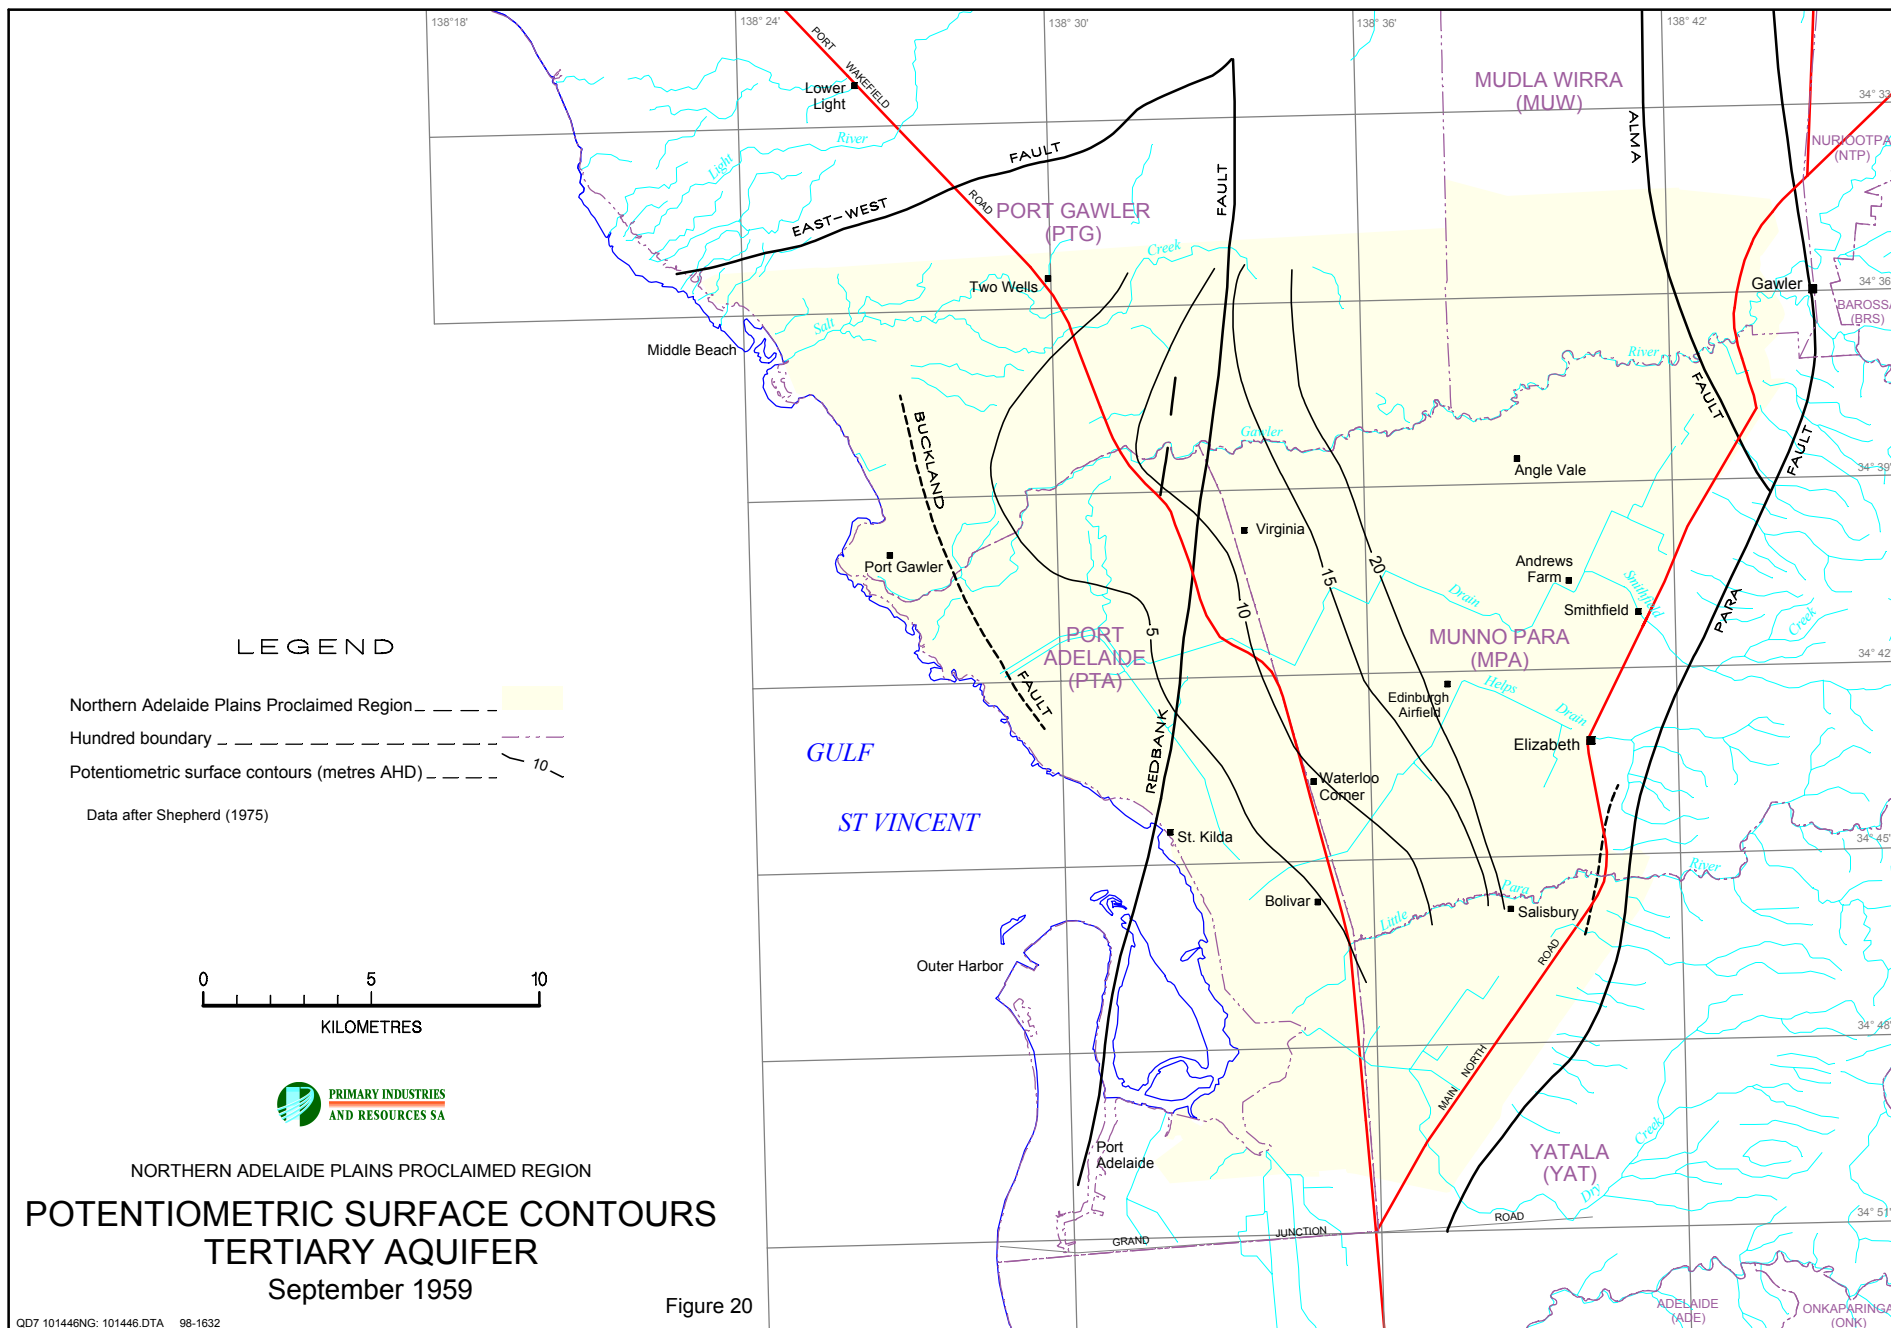 138°18'
138° 24'
138° 30'
138° 36'
138° 42'
PORT WAKEFIELD ROAD
Lower
Light
Light River
EAST-WEST FAULT
FAULT
MUDLA WIRRA
(MUW)
ALMA
34° 33
NURIOOTPA
(NTP)
PORT GAWLER
(PTG)
Creek
Two Wells
Salt
Middle Beach
Gawler
34° 36
BAROSSA
(BRS)
River
FAULT
BUCKLAND
Gawler
FAULT
Angle Vale
34° 39'
Virginia
Port Gawler
Andrews
Farm
Smithfield
Smithfield
Drain
Creek
PARA
20
15
10
5
PORT
ADELAIDE
(PTA)
MUNNO PARA
(MPA)
34° 42'
FAULT
Helps
Drain
Edinburgh
Airfield
Elizabeth
REDBANK
Waterloo
Corner
St. Kilda
GULF
ST VINCENT
34° 45'
River
Para
Little
Bolivar
Salisbury
ROAD
Outer Harbor
34° 48'
NORTH
MAIN
Port
Adelaide
YATALA
(YAT)
Creek
Dry
34° 51'
GRAND JUNCTION ROAD
ADELAIDE
(ADE)
ONKAPARINGA
(ONK)
LEGEND
Northern Adelaide Plains Proclaimed Region
Hundred boundary
Potentiometric surface contours (metres AHD)
10
Data after Shepherd (1975)
0 5 10
KILOMETRES
PRIMARY INDUSTRIES
AND RESOURCES SA
NORTHERN ADELAIDE PLAINS PROCLAIMED REGION
POTENTIOMETRIC SURFACE CONTOURS
TERTIARY AQUIFER
September 1959
Figure 20
QD7 101446NG: 101446.DTA 98-1632